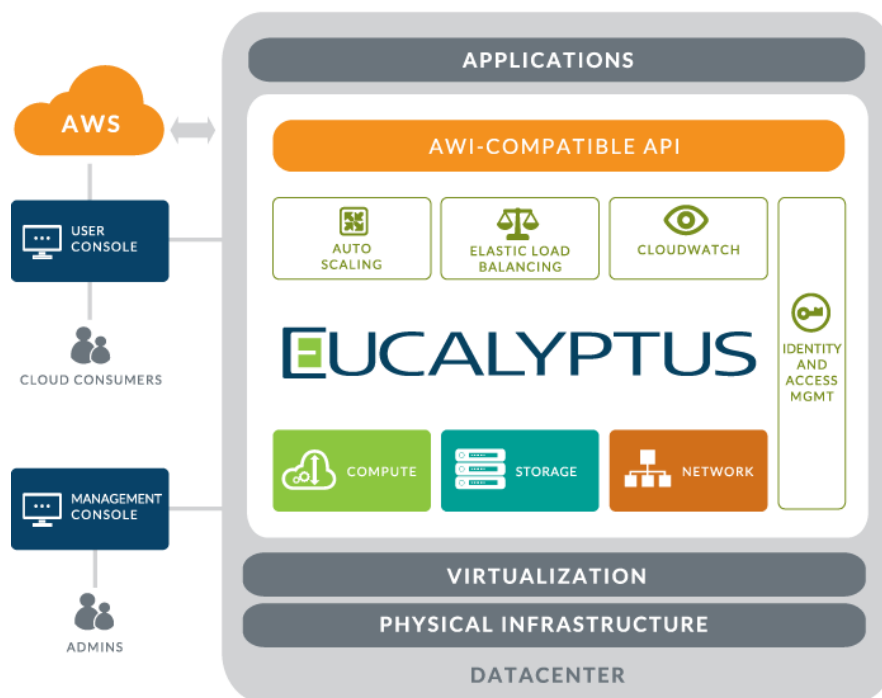 APPLICATIONS
AWS
AWI-COMPATIBLE API
USER
CONSOLE
AUTO
SCALING
ELASTIC LOAD
BALANCING
CLOUDWATCH
IDENTITY
AND
ACCESS
MGMT
EUCALYPTUS
CLOUD CONSUMERS
COMPUTE
STORAGE
NETWORK
MANAGEMENT
CONSOLE
ADMINS
VIRTUALIZATION
PHYSICAL INFRASTRUCTURE
DATACENTER